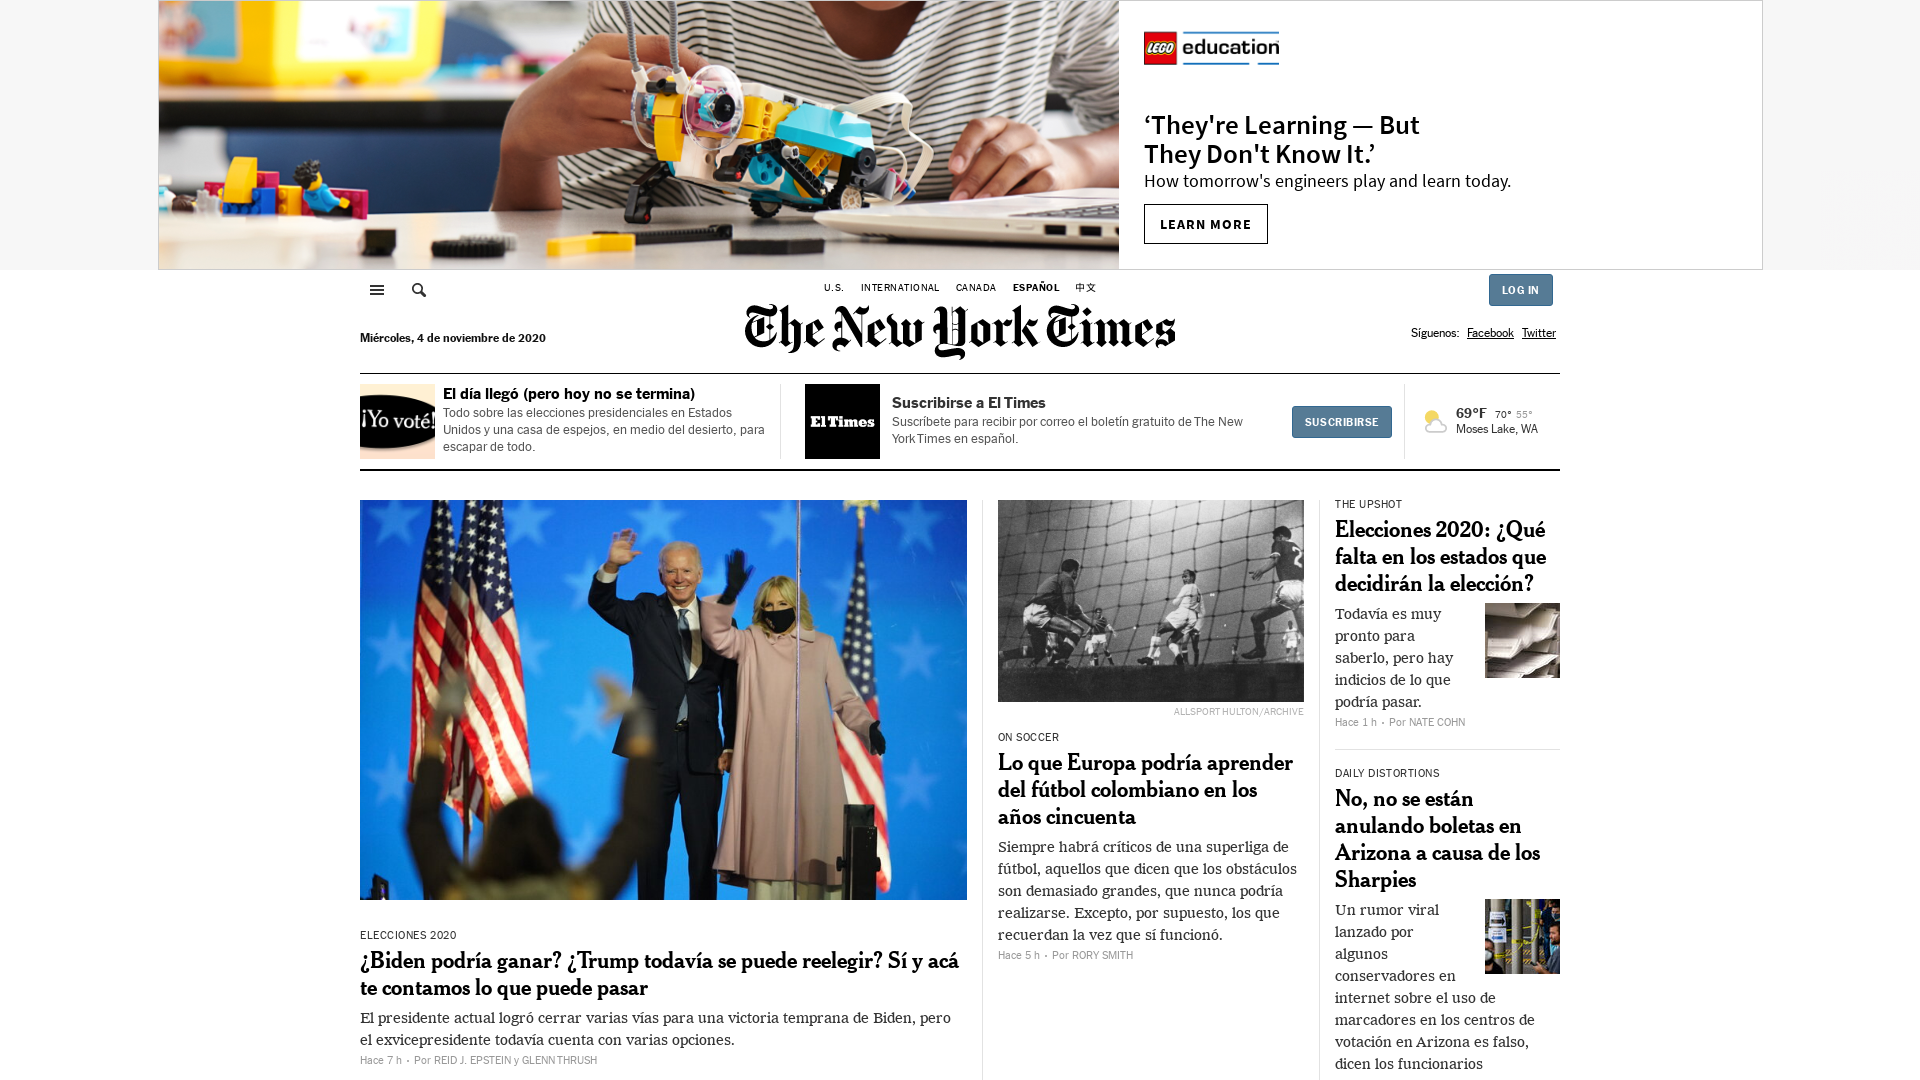 LEGO education
‘They're Learning — But
They Don't Know It.’
How tomorrow's engineers play and learn today.
LEARN MORE
U.S. INTERNATIONAL CANADA ESPAÑOL 中文
LOG IN
The New York Times
Miércoles, 4 de noviembre de 2020
Síguenos: Facebook Twitter
¡Yo voté!
El día llegó (pero hoy no se termina)
Todo sobre las elecciones presidenciales en Estados
Unidos y una casa de espejos, en medio del desierto, para
escapar de todo.
El Times
Suscribirse a El Times
Suscríbete para recibir por correo el boletín gratuito de The New
York Times en español.
SUSCRIBIRSE
69°F 70° 55°
Moses Lake, WA
ELECCIONES 2020
¿Biden podría ganar? ¿Trump todavía se puede reelegir? Sí y acá
te contamos lo que puede pasar
El presidente actual logró cerrar varias vías para una victoria temprana de Biden, pero
el exvicepresidente todavía cuenta con varias opciones.
Hace 7 h • Por REID J. EPSTEIN y GLENN THRUSH
2
ALLSPORT HULTON/ARCHIVE
ON SOCCER
Lo que Europa podría aprender
del fútbol colombiano en los
años cincuenta
Siempre habrá críticos de una superliga de
fútbol, aquellos que dicen que los obstáculos
son demasiado grandes, que nunca podría
realizarse. Excepto, por supuesto, los que
recuerdan la vez que sí funcionó.
Hace 5 h • Por RORY SMITH
THE UPSHOT
Elecciones 2020: ¿Qué
falta en los estados que
decidirán la elección?
Todavía es muy
pronto para
saberlo, pero hay
indicios de lo que
podría pasar.
Hace 1 h • Por NATE COHN
DAILY DISTORTIONS
No, no se están
anulando boletas en
Arizona a causa de los
Sharpies
Un rumor viral
lanzado por
algunos
conservadores en
internet sobre el uso de
marcadores en los centros de
votación en Arizona es falso,
dicen los funcionarios